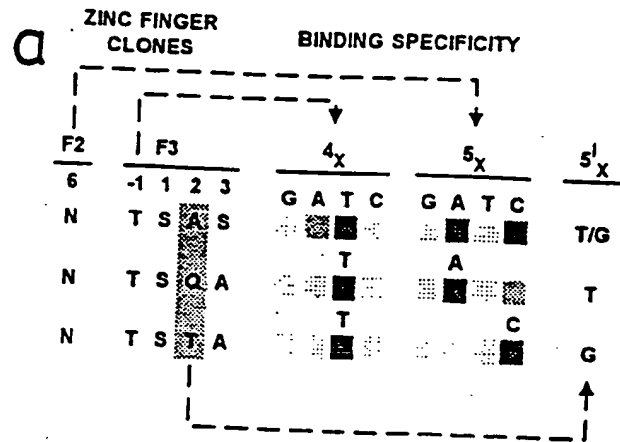 a
ZINC FINGER
CLONES
BINDING SPECIFICITY
F2 F3 4X 5X 5'X
6 -1 1 2 3
G A T C G A T C
N T S A S T/G
T A
N T S Q A T
T C
N T S T A G